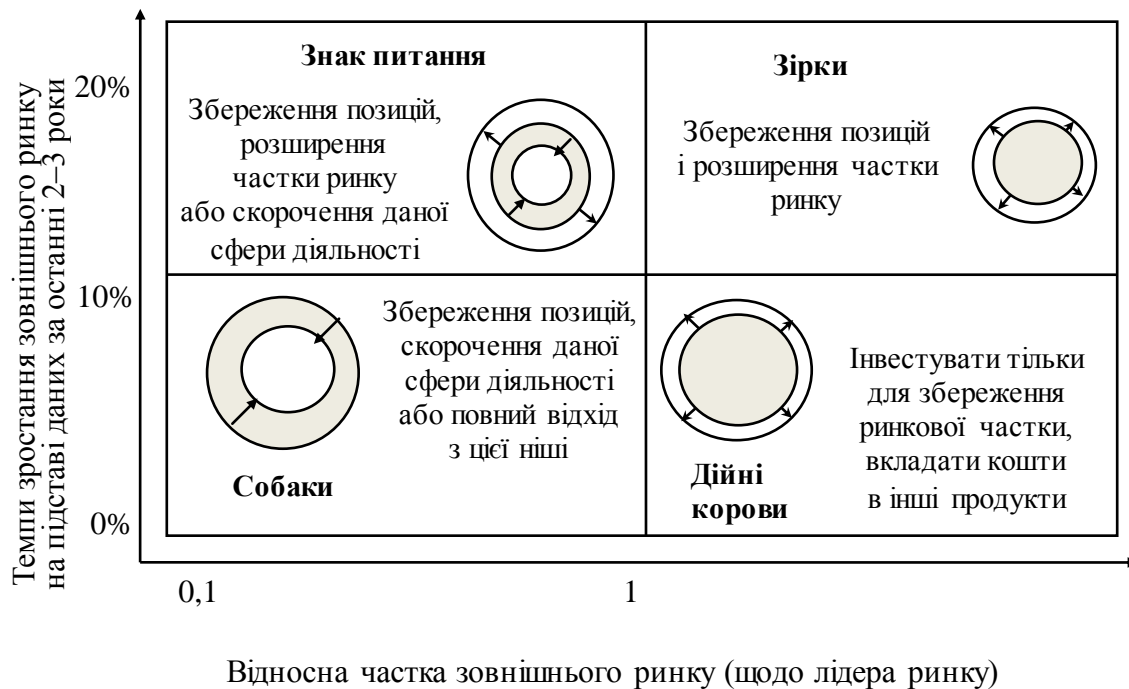 Темпи зростання зовнішнього ринку
на підставі даних за останні 2–3 роки
20%
10%
0%
Знак питання
Збереження позицій,
розширення
частки ринку
або скорочення даної
сфери діяльності
Зірки
Збереження позицій
і розширення частки
ринку
Собаки
Збереження позицій,
скорочення даної
сфери діяльності
або повний відхід
з цієї ніші
Дійні
корови
Інвестувати тільки
для збереження
ринкової частки,
вкладати кошти
в інші продукти
0,1
1
Відносна частка зовнішнього ринку (щодо лідера ринку)